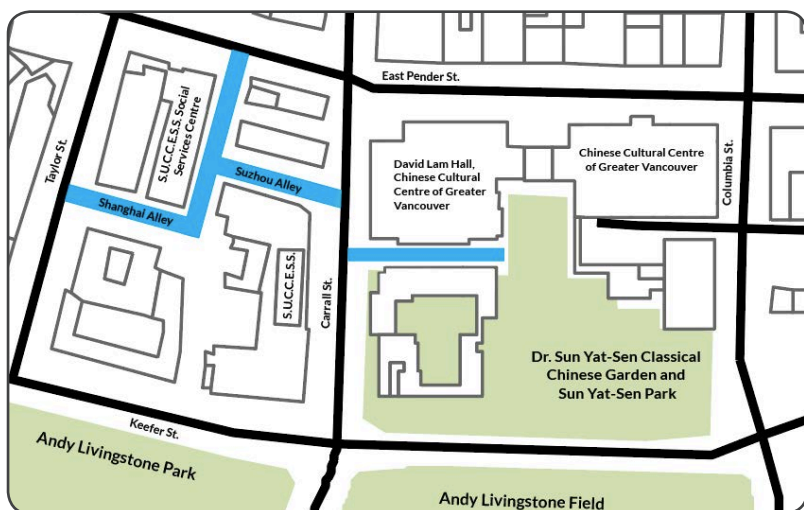 East Pender St.
Taylor St.
S.U.C.C.E.S.S. Social
Services Centre
David Lam Hall,
Chinese Cultural
Centre of Greater
Vancouver
Chinese Cultural Centre
of Greater Vancouver
Columbia St.
Suzhou Alley
Shanghai Alley
S.U.C.C.E.S.S.
Carrall St.
Dr. Sun Yat-Sen Classical
Chinese Garden and
Sun Yat-Sen Park
Keefer St.
Andy Livingstone Park
Andy Livingstone Field